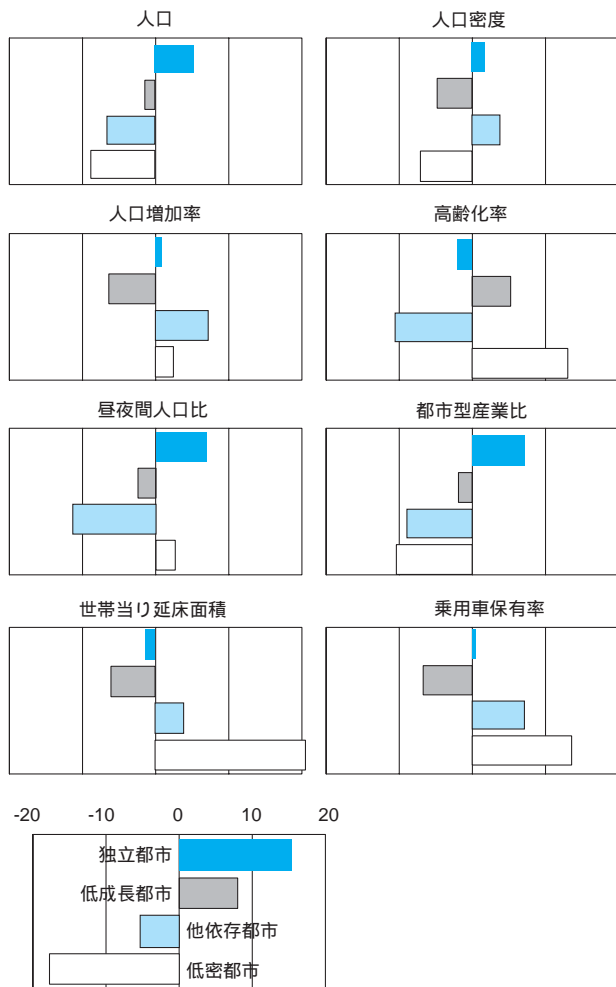 人口 人口密度
人口増加率 高齢化率
昼夜間人口比 都市型産業比
世帯当り延床面積 乗用車保有率
-20 -10 0 10 20
独立都市
低成長都市
他依存都市
低密都市